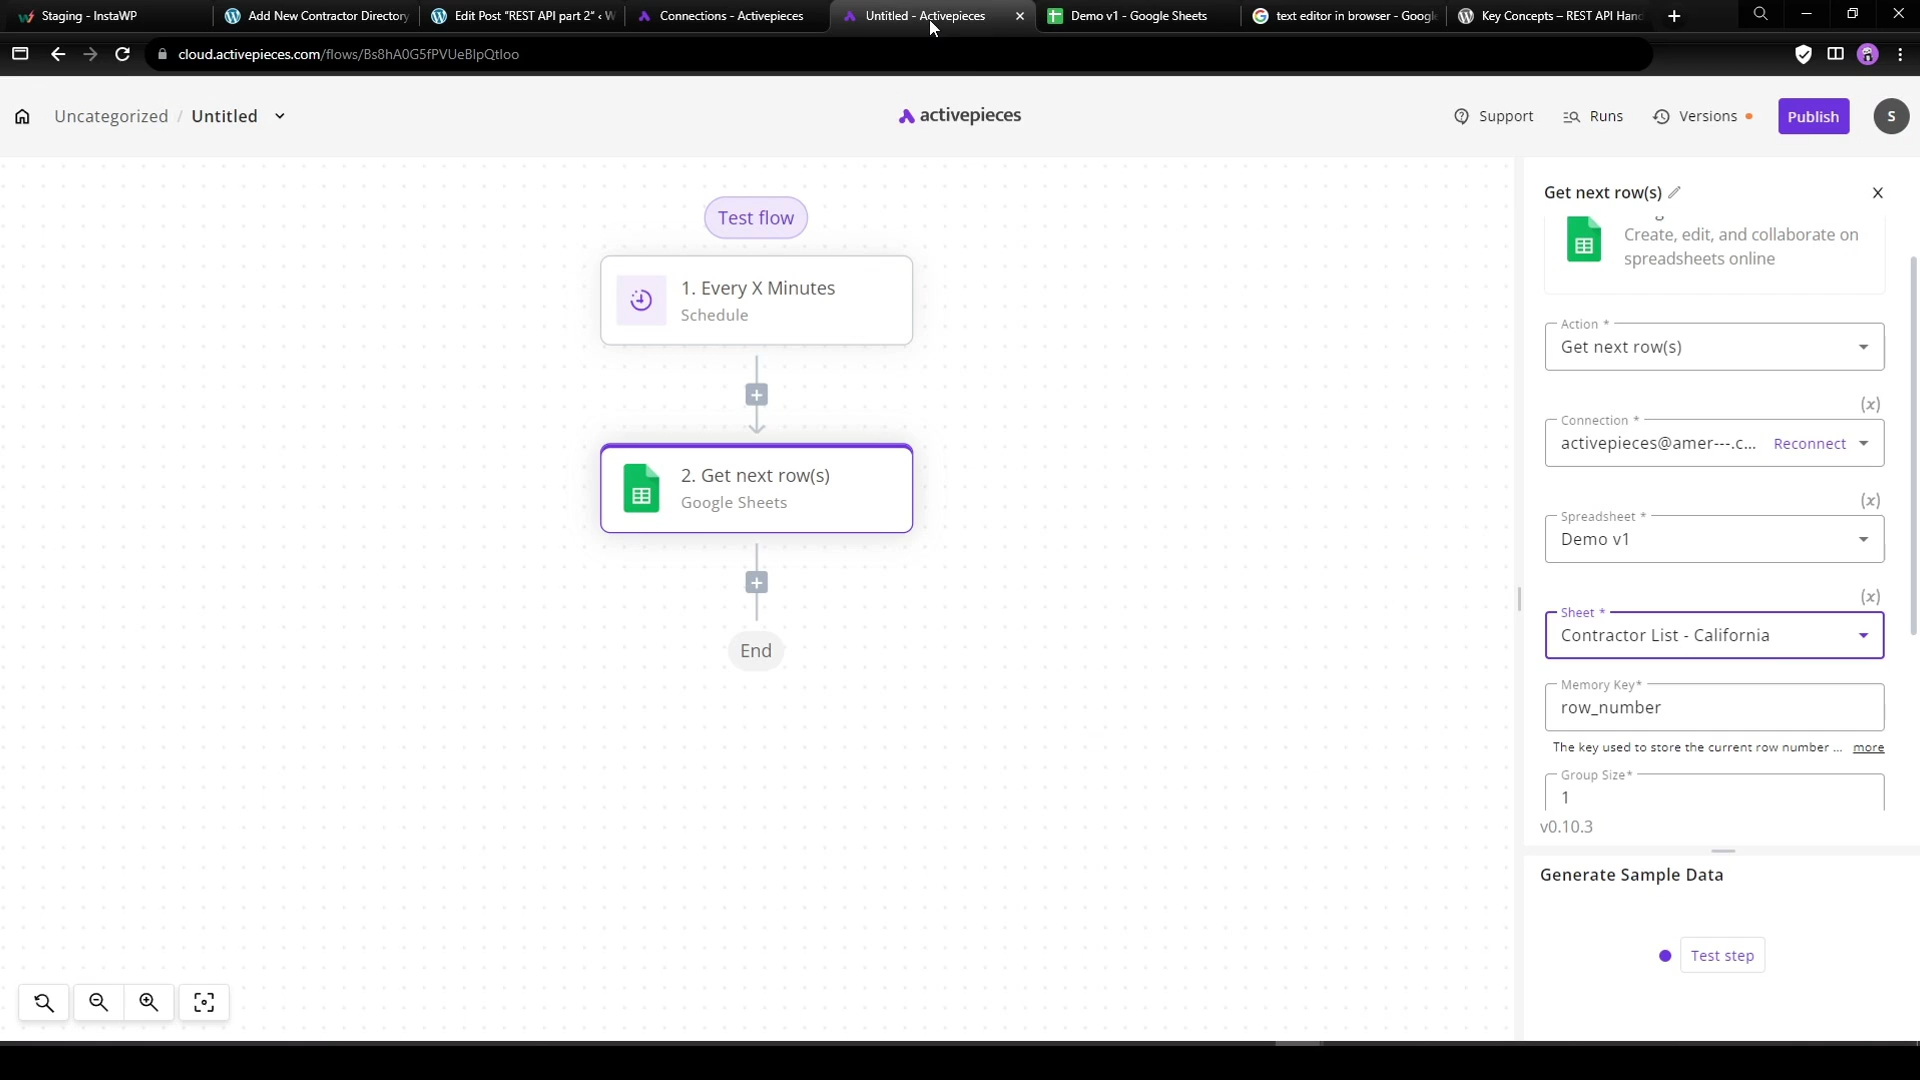 Staging - InstaWP
Add New Contractor Directory
Edit Post "REST API part 2" ‹ W
Connections - Activepieces
Untitled - Activepieces
Demo v1 - Google Sheets
text editor in browser - Googl
Key Concepts – REST API Han
cloud.activepieces.com/flows/Bs8hA0G5fPVUeBlpQtloo
Uncategorized / Untitled
activepieces
Support
Runs
Versions
Publish
S
Test flow
1. Every X Minutes
Schedule
2. Get next row(s)
Google Sheets
End
Get next row(s)
Create, edit, and collaborate on
spreadsheets online
Action *
Get next row(s)
(x)
Connection *
activepieces@amer---.c... Reconnect
(x)
Spreadsheet *
Demo v1
(x)
Sheet *
Contractor List - California
Memory Key*
row_number
The key used to store the current row number ... more
Group Size*
1
v0.10.3
Generate Sample Data
Test step